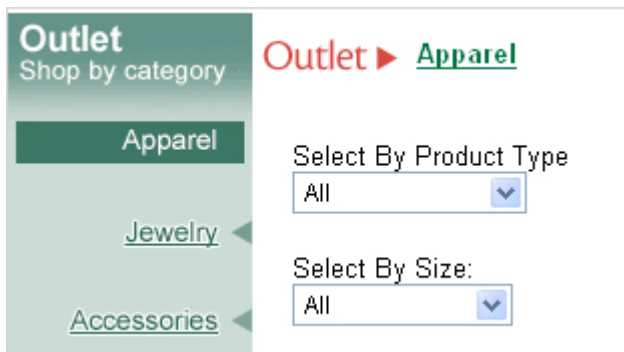 Outlet
Shop by category
Apparel
Jewelry
Accessories
Outlet Apparel
Select By Product Type
All
Select By Size:
All